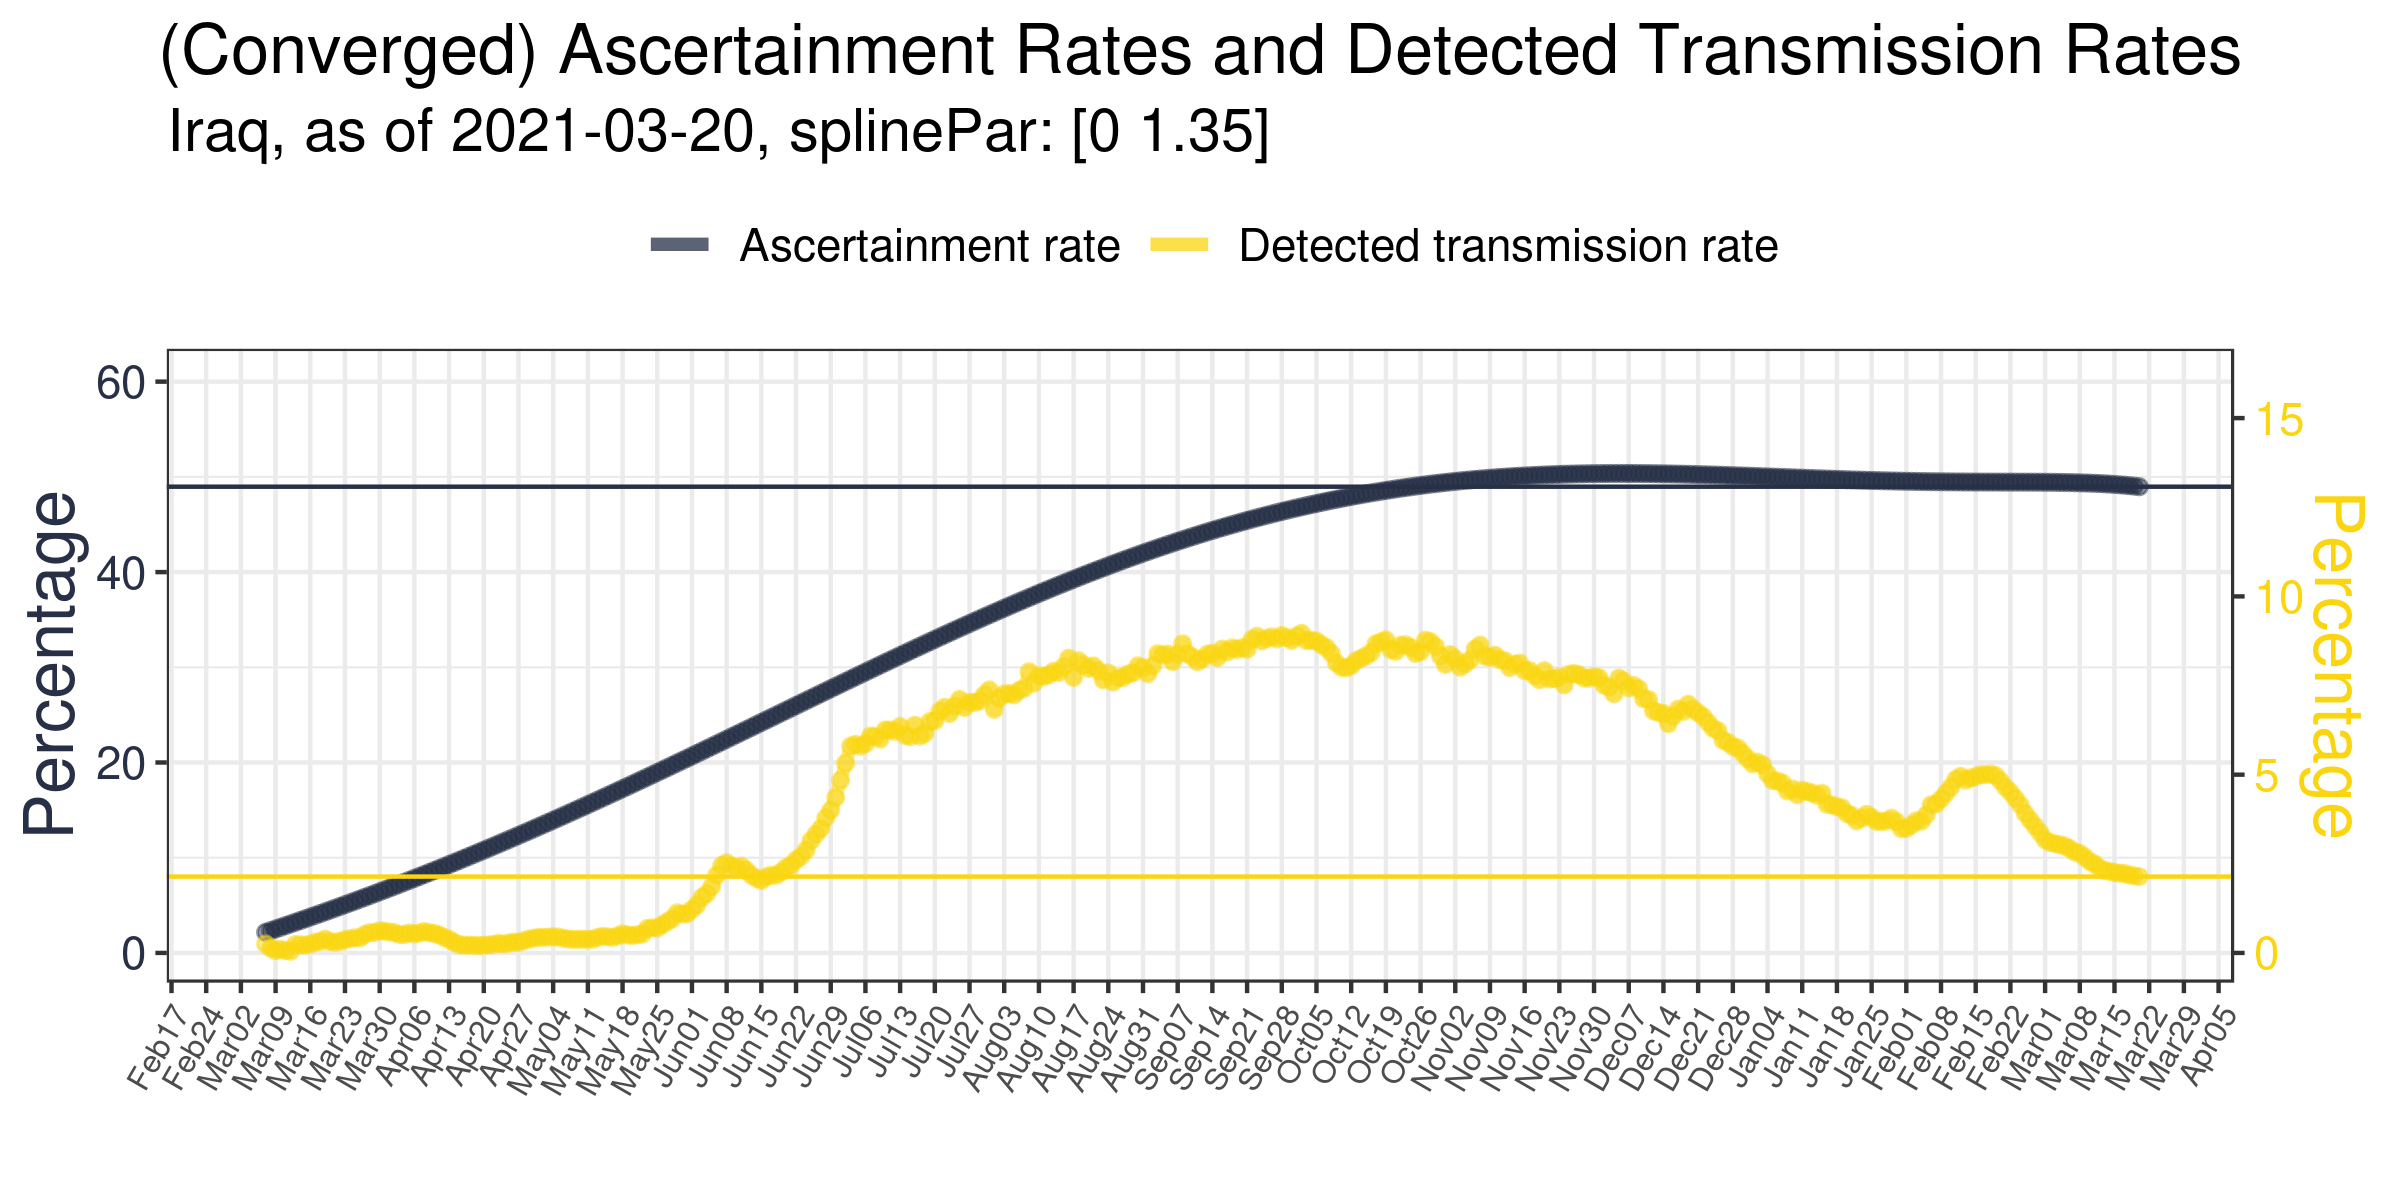 (Converged) Ascertainment Rates and Detected Transmission Rates
Iraq, as of 2021-03-20, splinePar: [0 1.35]
Ascertainment rate
Detected transmission rate
Percentage
60
40
20
0
15
10
5
0
Percentage
Feb17
Feb24
Mar02
Mar09
Mar16
Mar23
Mar30
Apr06
Apr13
Apr20
Apr27
May04
May11
May18
May25
Jun01
Jun08
Jun15
Jun22
Jun29
Jul06
Jul13
Jul20
Jul27
Aug03
Aug10
Aug17
Aug24
Aug31
Sep07
Sep14
Sep21
Sep28
Oct05
Oct12
Oct19
Oct26
Nov02
Nov09
Nov16
Nov23
Nov30
Dec07
Dec14
Dec21
Dec28
Jan04
Jan11
Jan18
Jan25
Feb01
Feb08
Feb15
Feb22
Mar01
Mar08
Mar15
Mar22
Mar29
Apr05